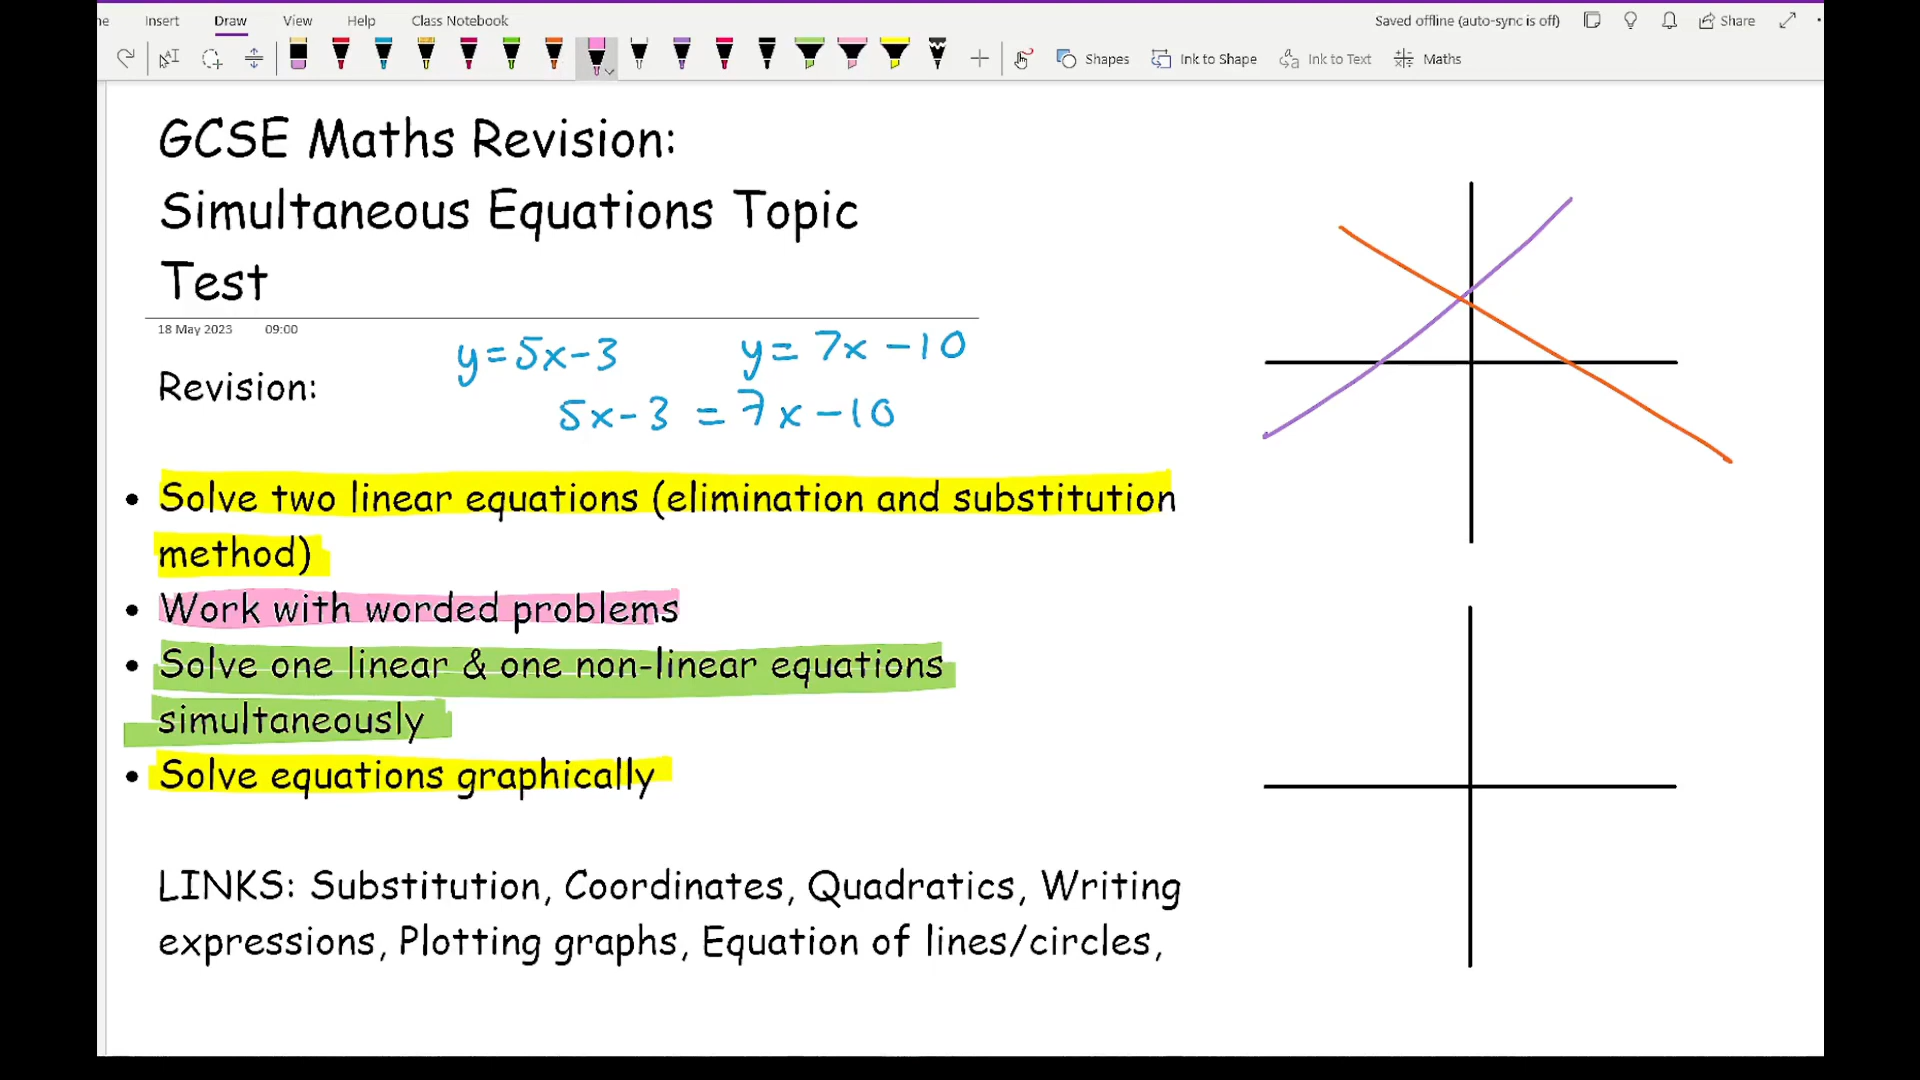 Insert Draw View Help Class Notebook Saved offline (auto-sync is off) Share
Shapes Ink to Shape Ink to Text Maths
GCSE Maths Revision:
Simultaneous Equations Topic
Test
18 May 2023 09:00
y=5x-3 y=7x-10
Revision:
5x-3 = 7x-10
• Solve two linear equations (elimination and substitution
method)
• Work with worded problems
• Solve one linear & one non-linear equations
simultaneously
• Solve equations graphically
LINKS: Substitution, Coordinates, Quadratics, Writing
expressions, Plotting graphs, Equation of lines/circles,